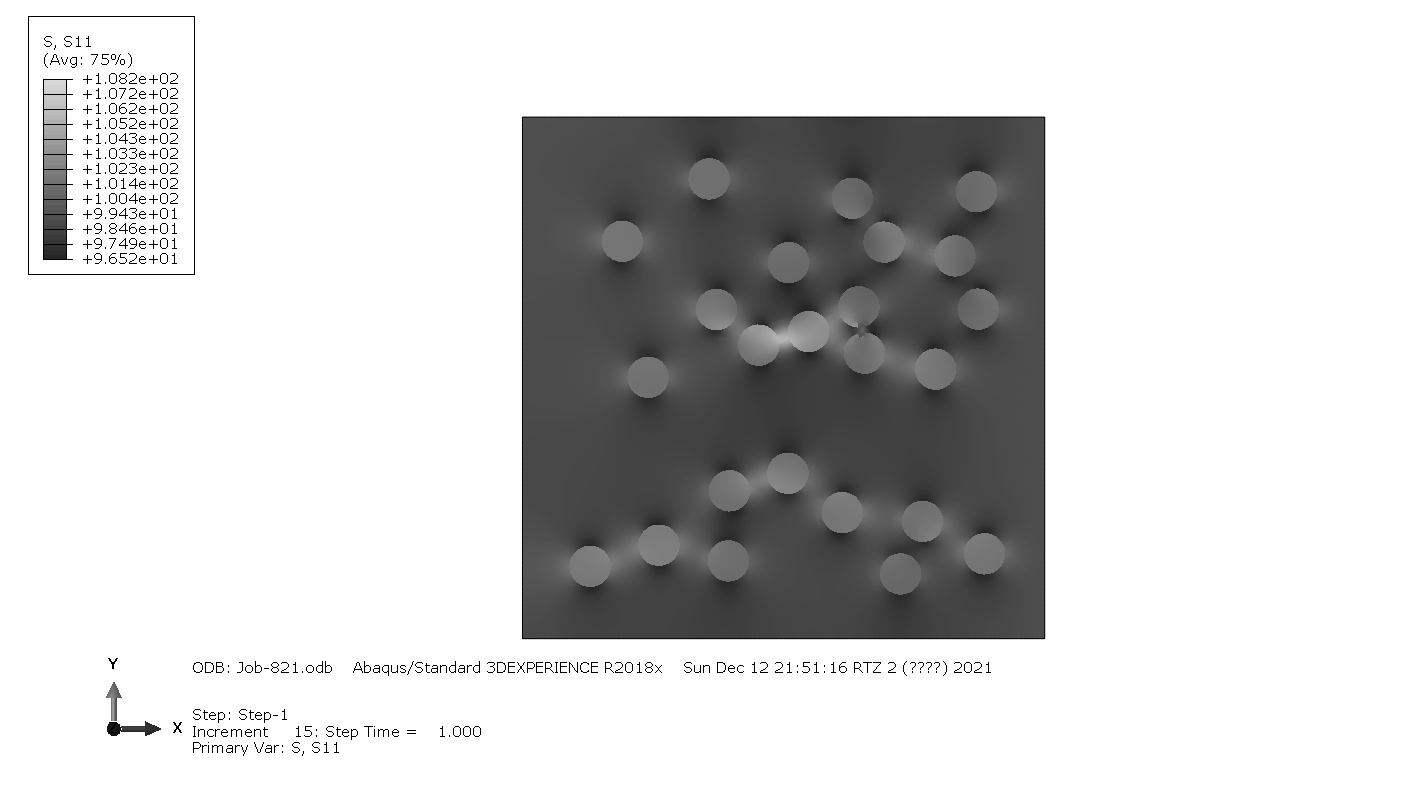 S, S11
(Avg: 75%)
+1.082e+02
+1.072e+02
+1.062e+02
+1.052e+02
+1.043e+02
+1.033e+02
+1.023e+02
+1.014e+02
+1.004e+02
+9.943e+01
+9.846e+01
+9.749e+01
+9.652e+01
Y
X
ODB: Job-821.odb Abaqus/Standard 3DEXPERIENCE R2018x Sun Dec 12 21:51:16 RTZ 2 (????) 2021
Step: Step-1
Increment 15: Step Time = 1.000
Primary Var: S, S11